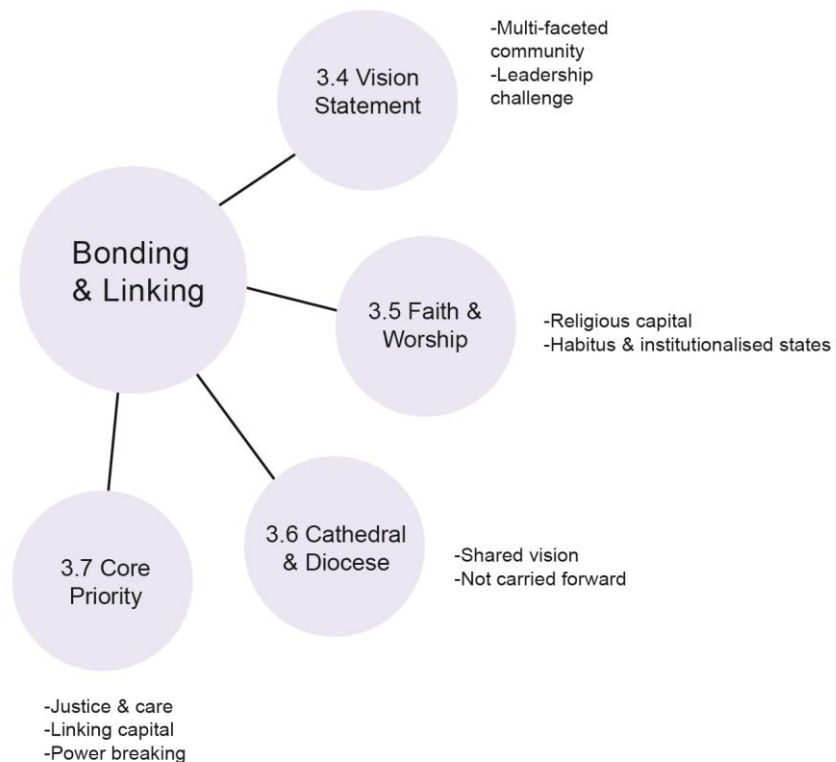 3.4 Vision
Statement
-Multi-faceted
community
-Leadership
challenge
Bonding
& Linking
3.5 Faith &
Worship
-Religious capital
-Habitus & institutionalised states
3.6 Cathedral
& Diocese
-Shared vision
-Not carried forward
3.7 Core
Priority
-Justice & care
-Linking capital
-Power breaking